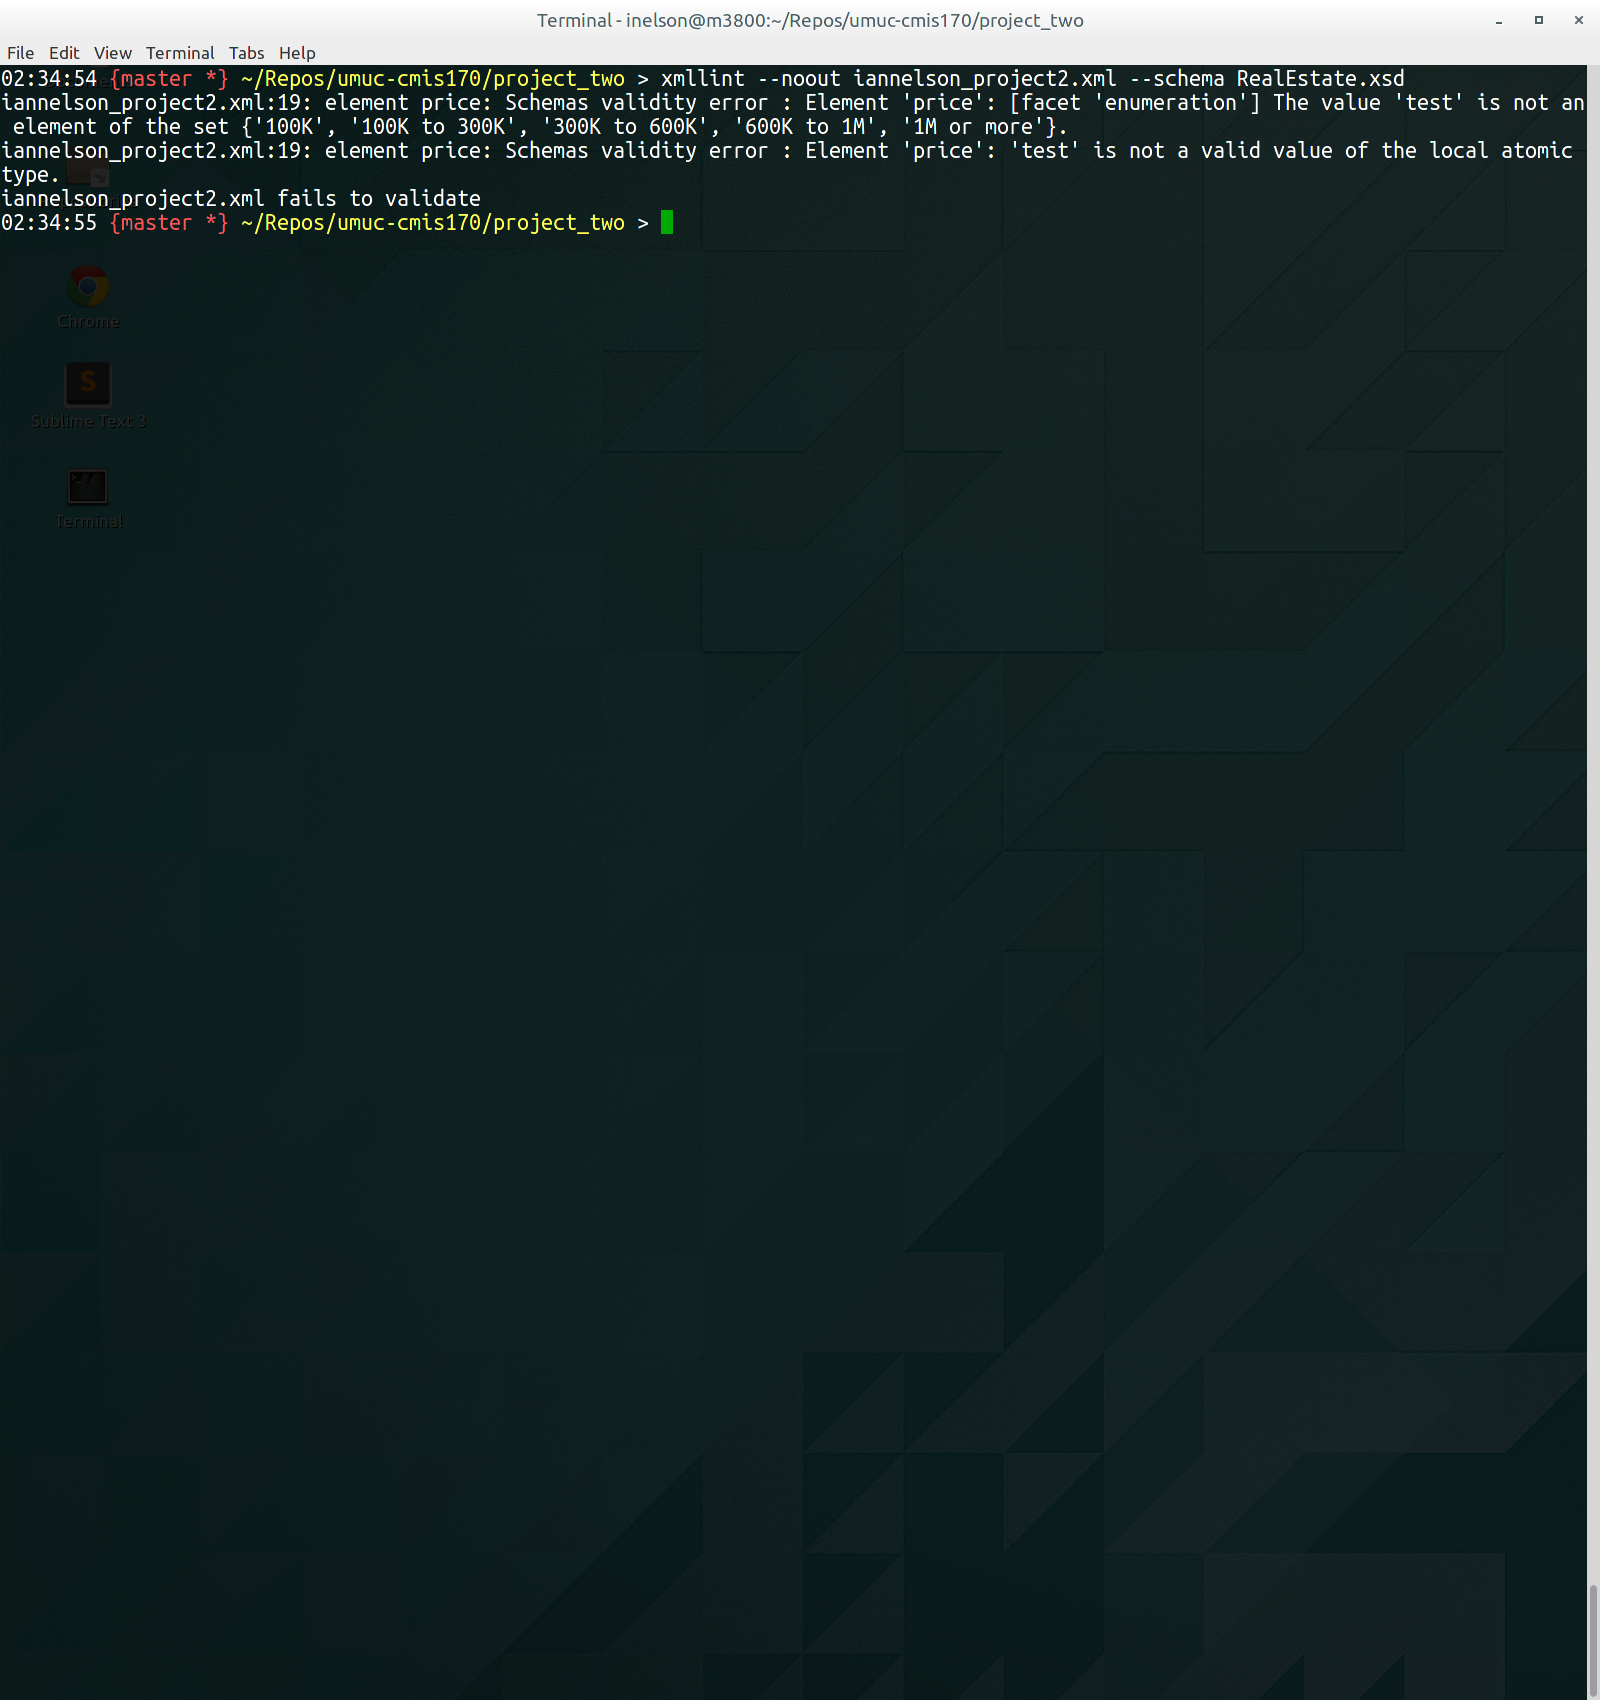 Terminal - inelson@m3800:~/Repos/umuc-cmis170/project_two
File Edit View Terminal Tabs Help
02:34:54 {master *} ~/Repos/umuc-cmis170/project_two > xmllint --noout iannelson_project2.xml --schema RealEstate.xsd
iannelson_project2.xml:19: element price: Schemas validity error : Element 'price': [facet 'enumeration'] The value 'test' is not an
element of the set {'100K', '100K to 300K', '300K to 600K', '600K to 1M', '1M or more'}.
iannelson_project2.xml:19: element price: Schemas validity error : Element 'price': 'test' is not a valid value of the local atomic
type.
iannelson_project2.xml fails to validate
02:34:55 {master *} ~/Repos/umuc-cmis170/project_two >
Chrome
S
Sublime Text 3
Terminal